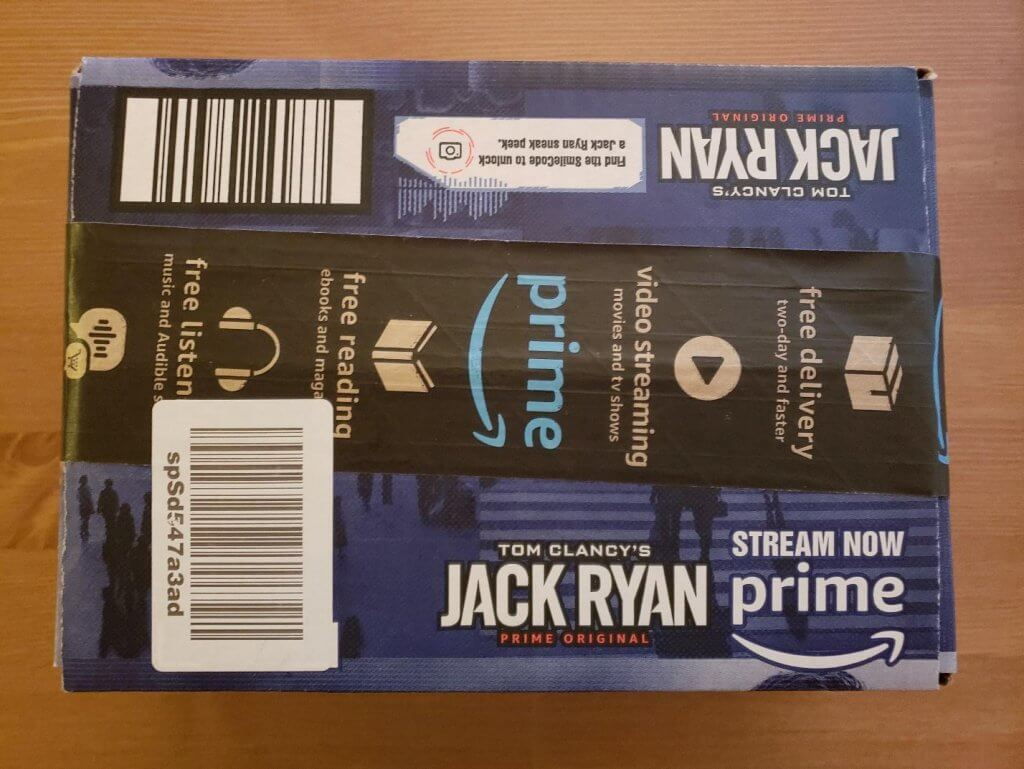 TOM CLANCY'S
JACK RYAN
PRIME ORIGINAL
Find the SmileCode to unlock
a Jack Ryan sneak peek.
free delivery
two-day and faster
video streaming
movies and tv shows
prime
free reading
ebooks and maga
free listen
music and Audible s
spSd547a3ad
TOM CLANCY'S
JACK RYAN
PRIME ORIGINAL
STREAM NOW
prime